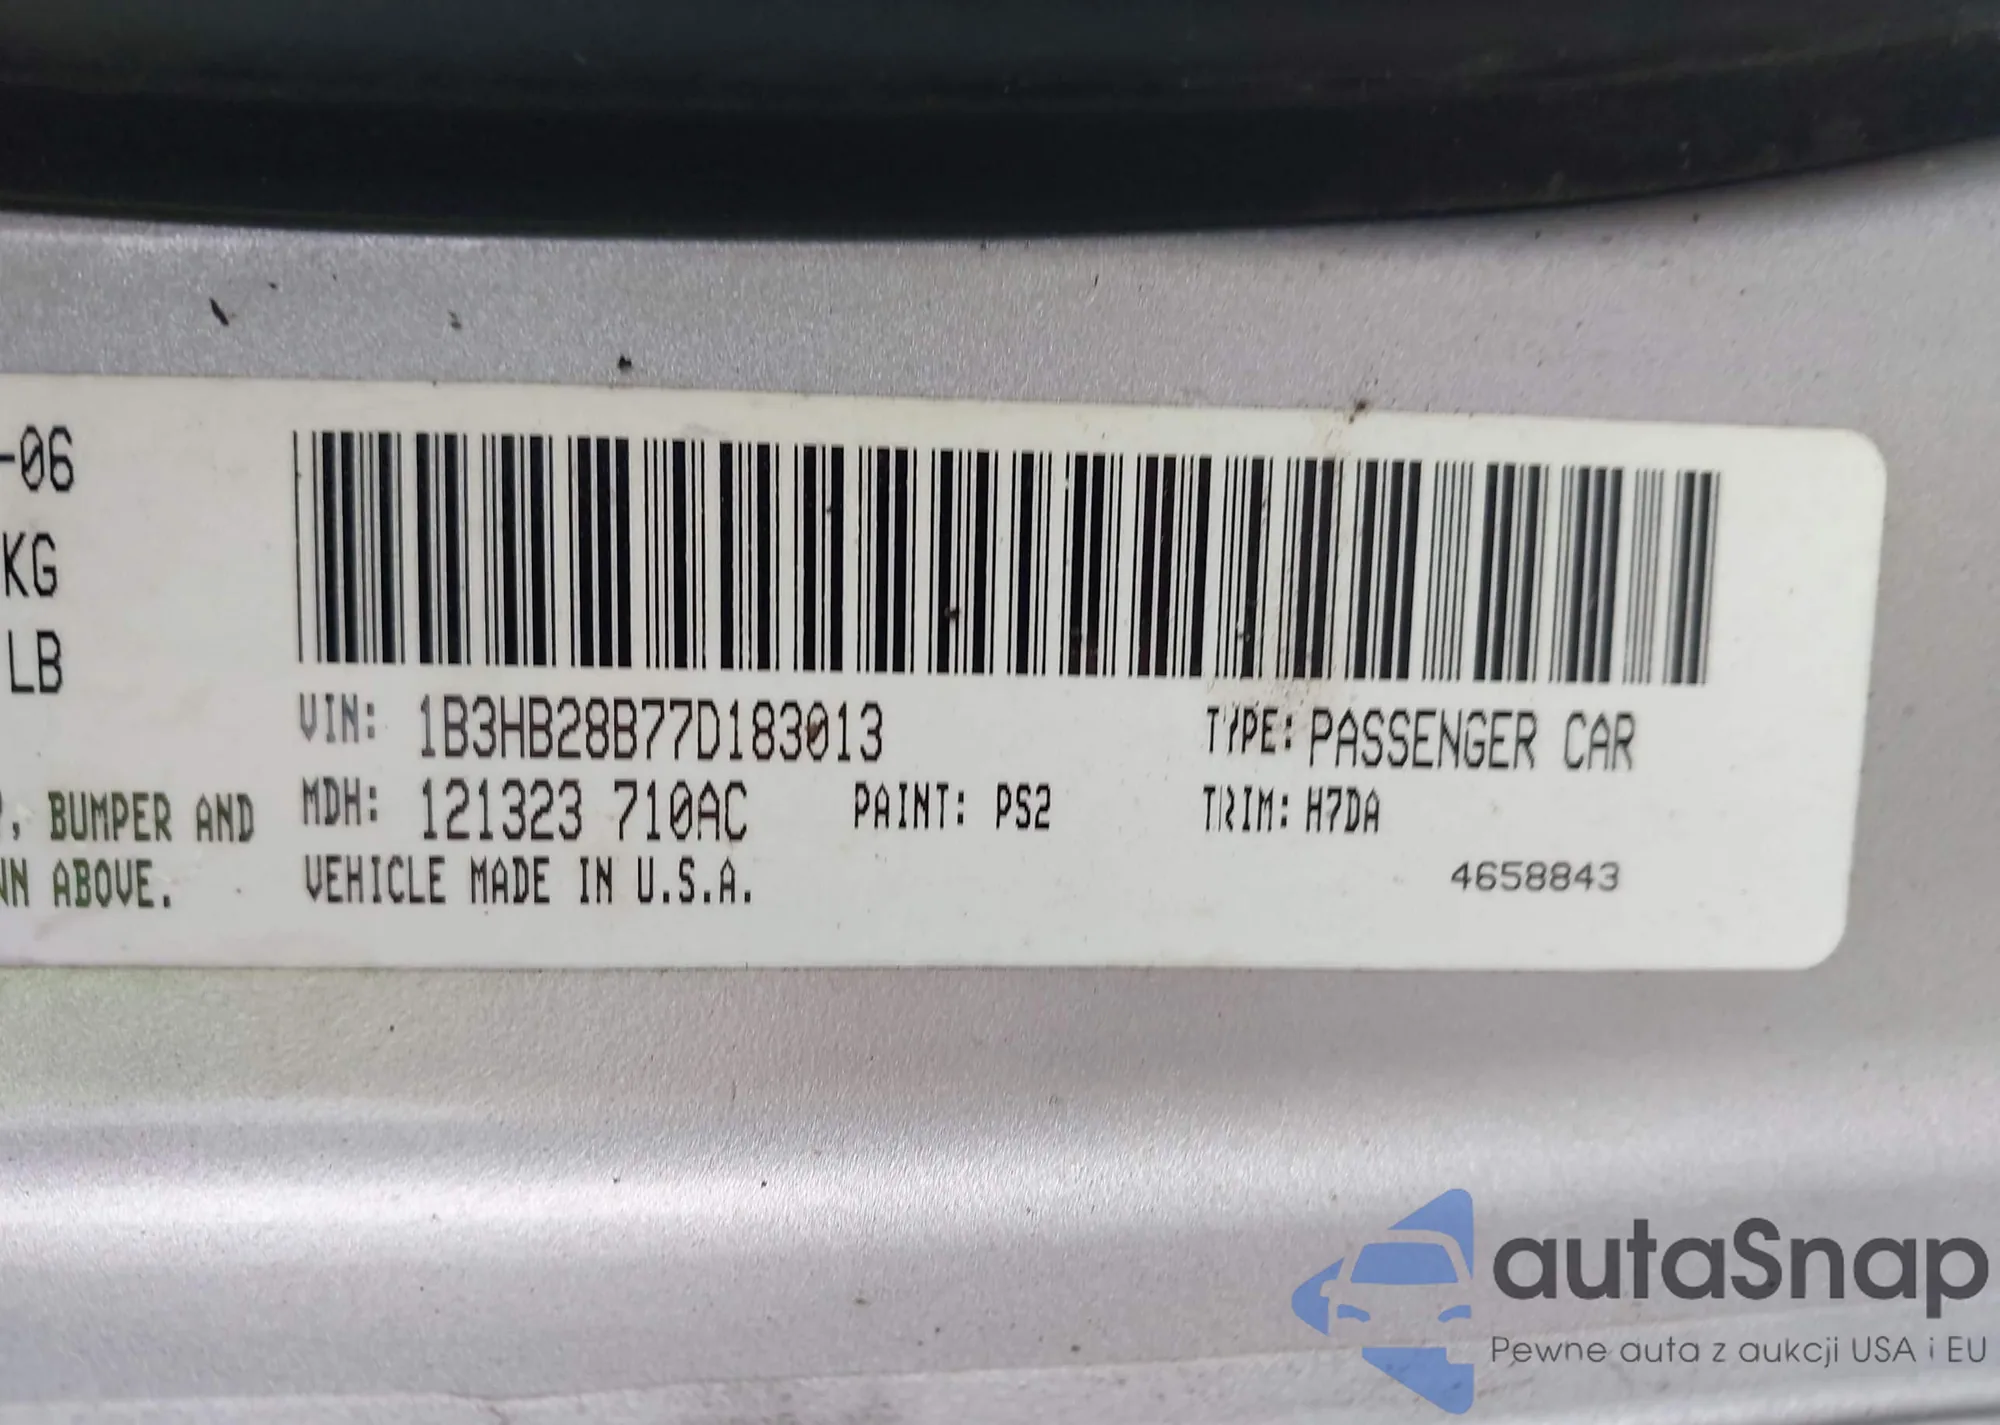 -06
KG
LB
VIN: 1B3HB28B77D183013
TYPE: PASSENGER CAR
, BUMPER AND
MDH: 121323 710AC
PAINT: PS2
TRIM: H7DA
ABOVE.
VEHICLE MADE IN U.S.A.
4658843
autaSnap
Pewne auta z aukcji USA i EU